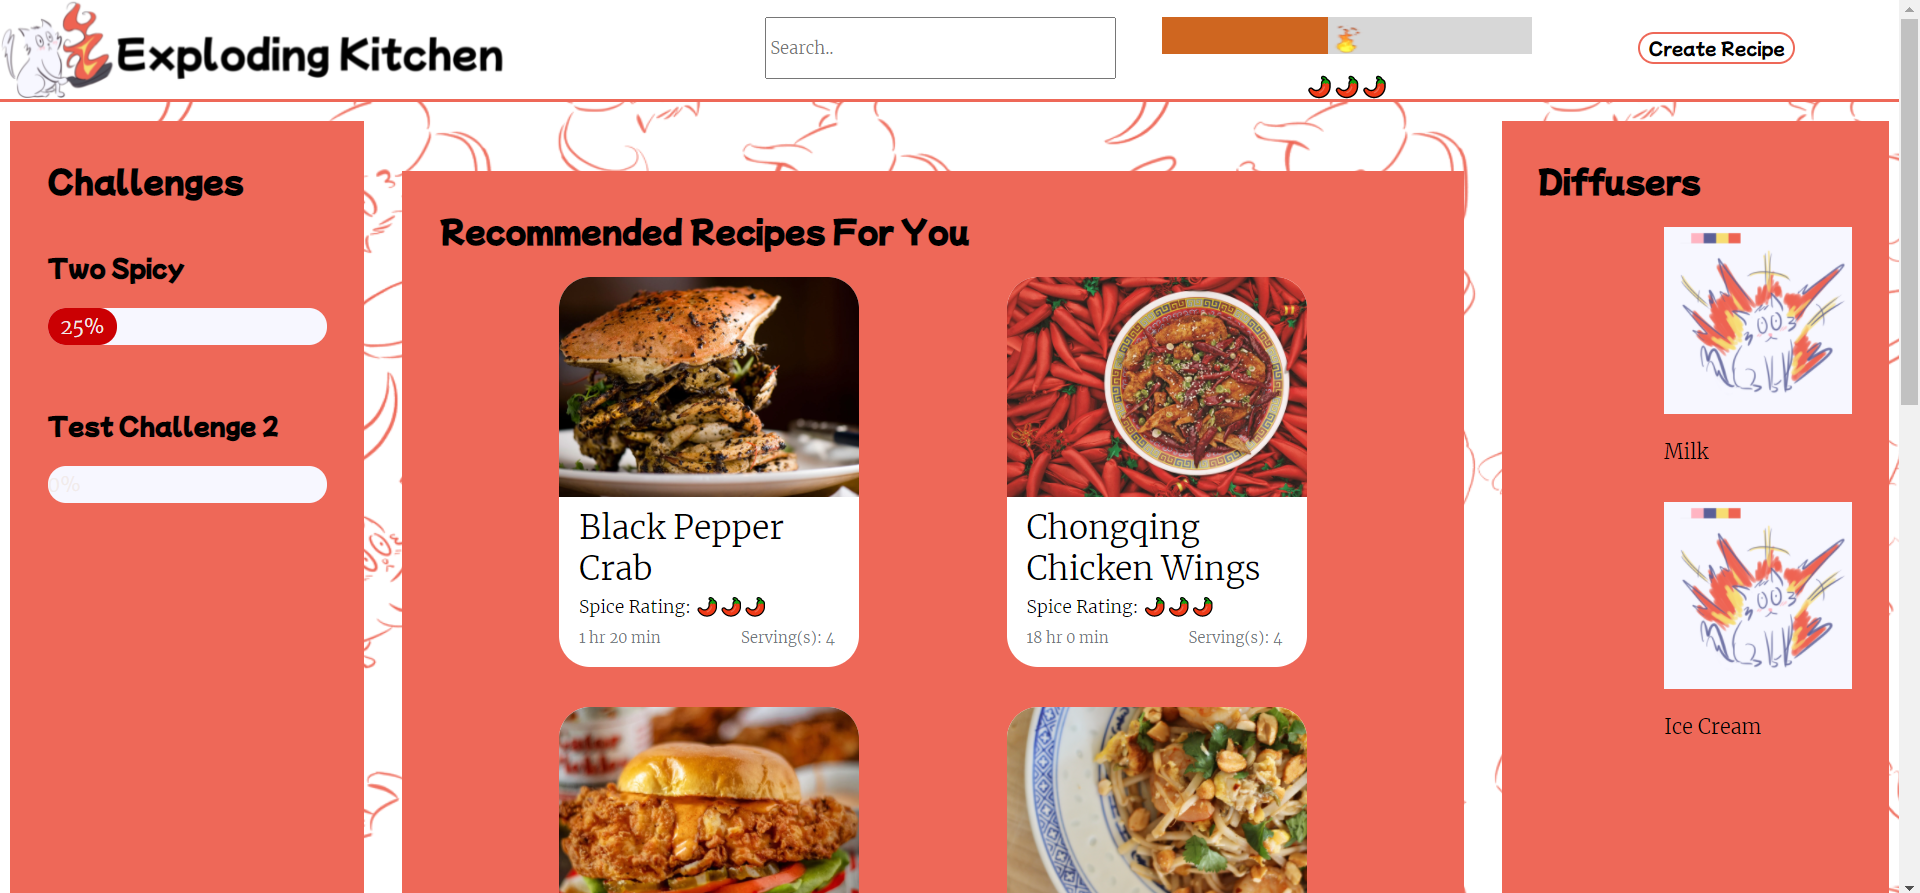 Exploding Kitchen
Search..
Create Recipe
Challenges
Two Spicy
25%
Test Challenge 2
0%
Recommended Recipes For You
Black Pepper
Crab
Spice Rating:
1 hr 20 min
Serving(s): 4
Chongqing
Chicken Wings
Spice Rating:
18 hr 0 min
Serving(s): 4
Diffusers
Milk
Ice Cream